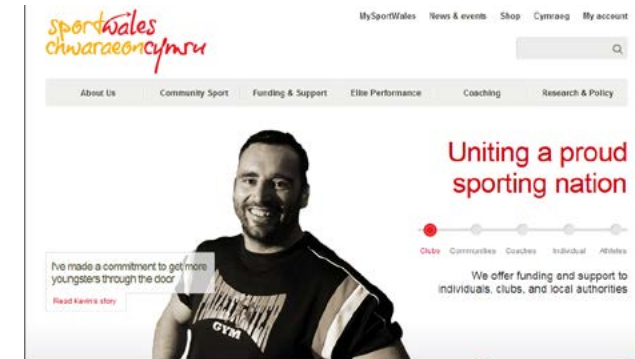 sportwales
chwaraeoncymru
MySportWales News & events Shop Cymraeg My account
About Us Community Sport Funding & Support Elite Performance Coaching Research & Policy
Uniting a proud
sporting nation
Clubs Communities Coaches Individual Athletes
I've made a commitment to get more
youngsters through the door
Read Kevin's story
We offer funding and support to
individuals, clubs, and local authorities
GYM